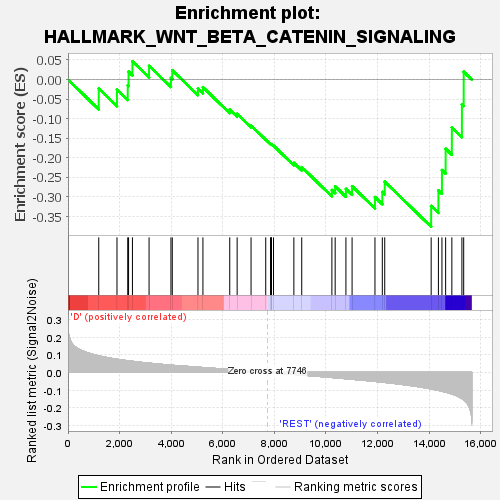 Enrichment plot:
HALLMARK_WNT_BETA_CATENIN_SIGNALING
Enrichment score (ES)
0.05
0.00
-0.05
-0.10
-0.15
-0.20
-0.25
-0.30
-0.35
'D' (positively correlated)
Ranked list metric (Signal2Noise)
0.3
0.2
0.1
0.0
-0.1
-0.2
-0.3
Zero cross at 7746
'REST' (negatively correlated)
0 2,000 4,000 6,000 8,000 10,000 12,000 14,000 16,000
Rank in Ordered Dataset
Enrichment profile Hits Ranking metric scores